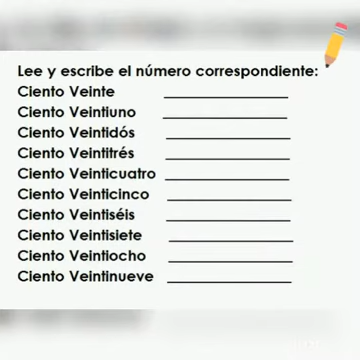 Lee y escribe el número correspondiente:
Ciento Veinte
Ciento Veintiuno
Ciento Veintidós
Ciento Veintitrés
Ciento Veinticuatro
Ciento Veinticinco
Ciento Veintiséis
Ciento Veintisiete
Ciento Veintiocho
Ciento Veintinueve